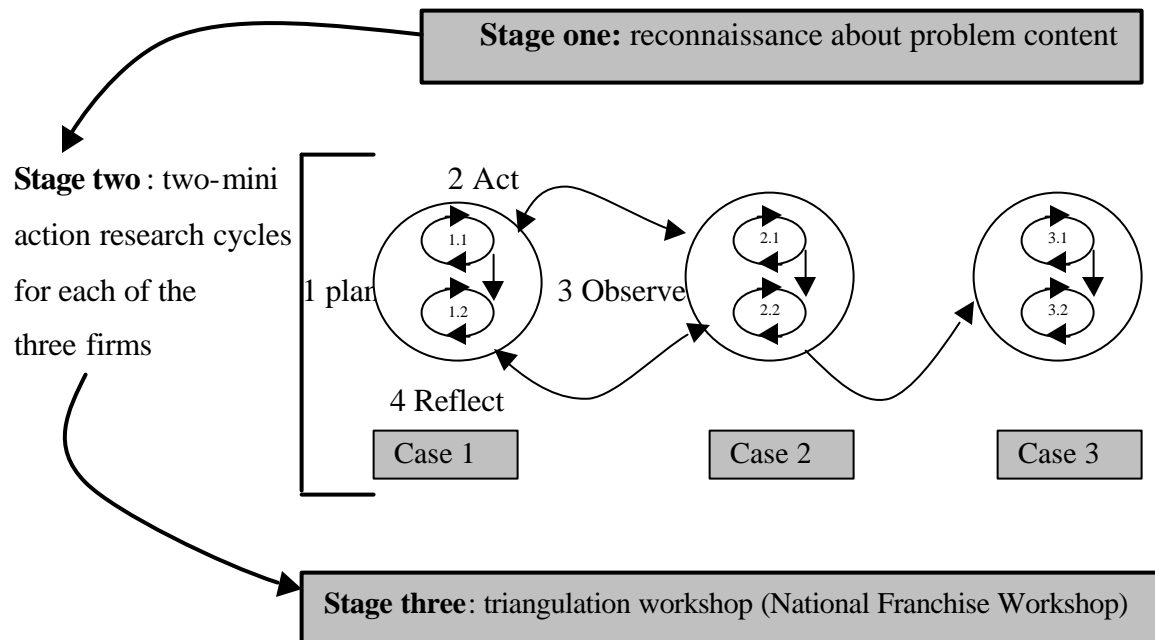 Stage one: reconnaissance about problem content
Stage two : two-mini
action research cycles
for each of the
three firms
2 Act
1 plan
3 Observe
4 Reflect
1.1
1.2
2.1
2.2
3.1
3.2
Case 1
Case 2
Case 3
Stage three: triangulation workshop (National Franchise Workshop)